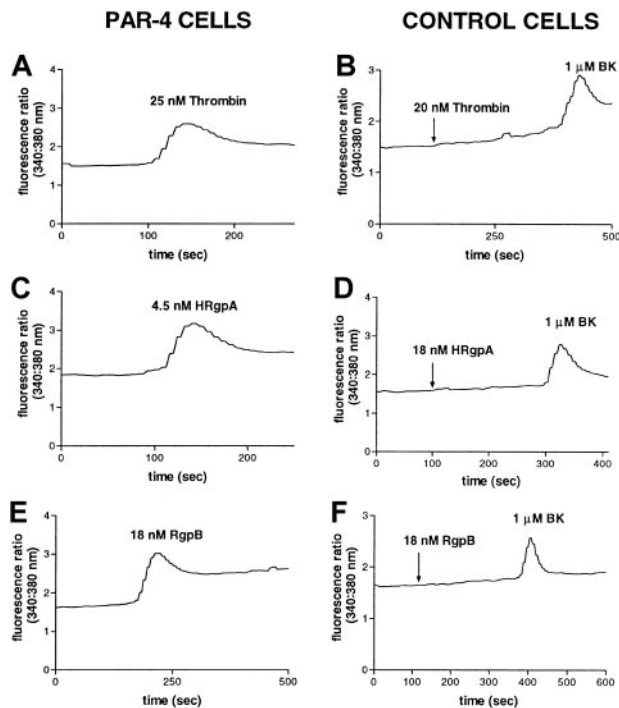 PAR-4 CELLS
CONTROL CELLS
A
25 nM Thrombin
fluorescence ratio
(340:380 nm)
4
3
2
1
0
100
200
time (sec)
B
1 μM BK
20 nM Thrombin
fluorescence ratio
(340:380 nm)
3
2
1
0
250
500
time (sec)
C
4.5 nM HRgpA
fluorescence ratio
(340:380 nm)
4
3
2
1
0
0
100
200
time (sec)
D
1 μM BK
18 nM HRgpA
fluorescence ratio
(340:380 nm)
4
3
2
1
0
0
100
200
300
400
time (sec)
E
18 nM RgpB
fluorescence ratio
(340:380 nm)
4
3
2
1
0
0
250
500
time (sec)
F
1 μM BK
18 nM RgpB
fluorescence ratio
(340:380 nm)
3
2
1
0
100
200
300
400
500
600
time (sec)